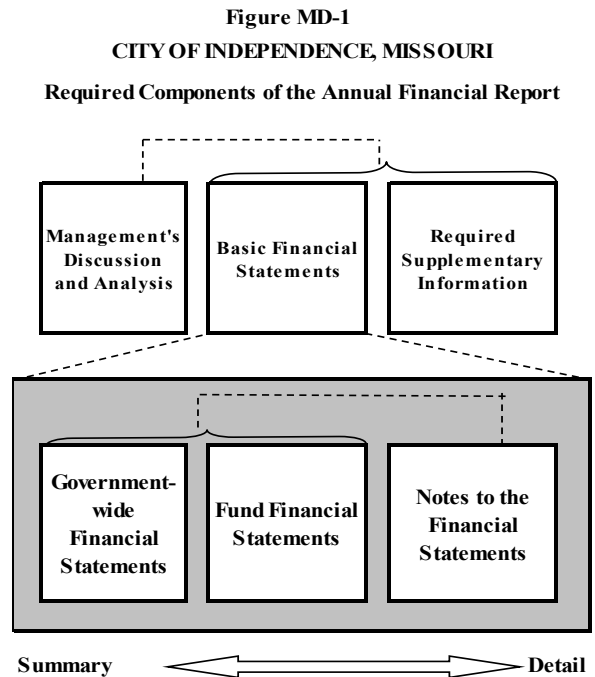 Figure MD-1
CITY OF INDEPENDENCE, MISSOURI
Required Components of the Annual Financial Report
Management's
Discussion
and Analysis
Basic Financial
Statements
Required
Supplementary
Information
Government-
wide
Financial
Statements
Fund Financial
Statements
Notes to the
Financial
Statements
Summary
Detail